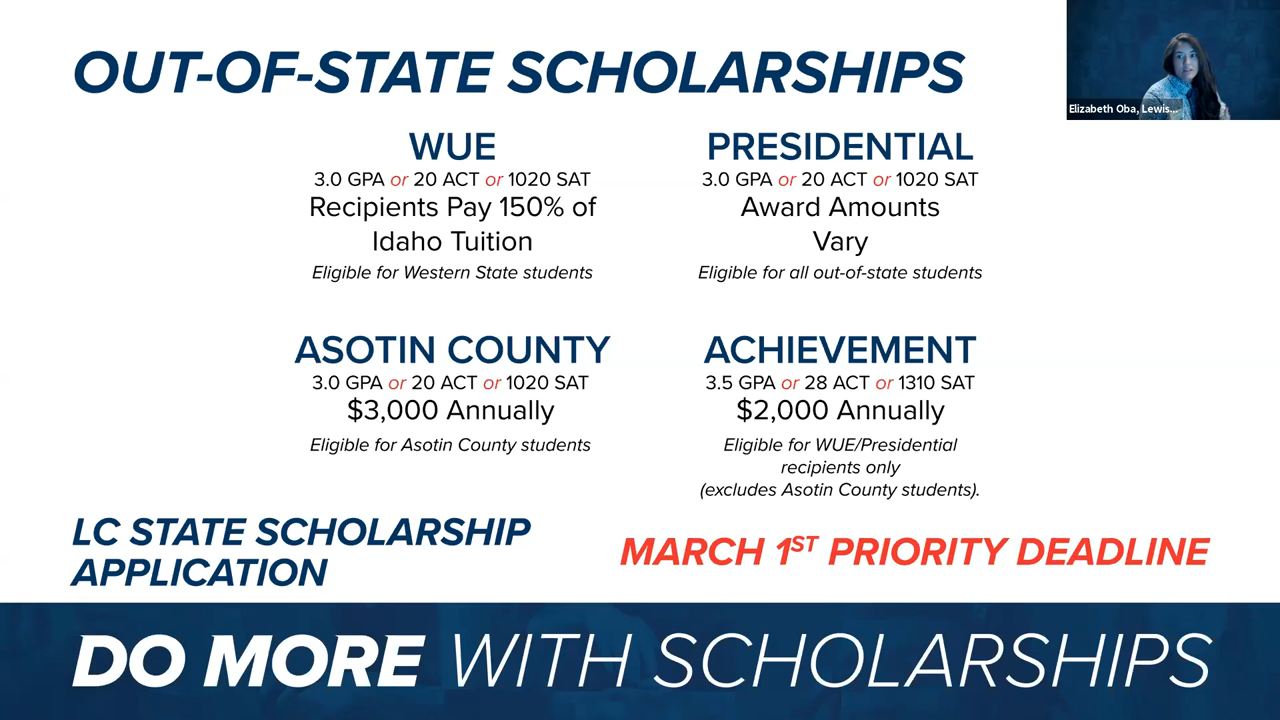 OUT-OF-STATE SCHOLARSHIPS
Elizabeth Oba, Lewis...
WUE
3.0 GPA or 20 ACT or 1020 SAT
Recipients Pay 150% of
Idaho Tuition
Eligible for Western State students
PRESIDENTIAL
3.0 GPA or 20 ACT or 1020 SAT
Award Amounts
Vary
Eligible for all out-of-state students
ASOTIN COUNTY
3.0 GPA or 20 ACT or 1020 SAT
$3,000 Annually
Eligible for Asotin County students
ACHIEVEMENT
3.5 GPA or 28 ACT or 1310 SAT
$2,000 Annually
Eligible for WUE/Presidential
recipients only
(excludes Asotin County students).
LC STATE SCHOLARSHIP
APPLICATION
MARCH 1ST PRIORITY DEADLINE
DO MORE WITH SCHOLARSHIPS